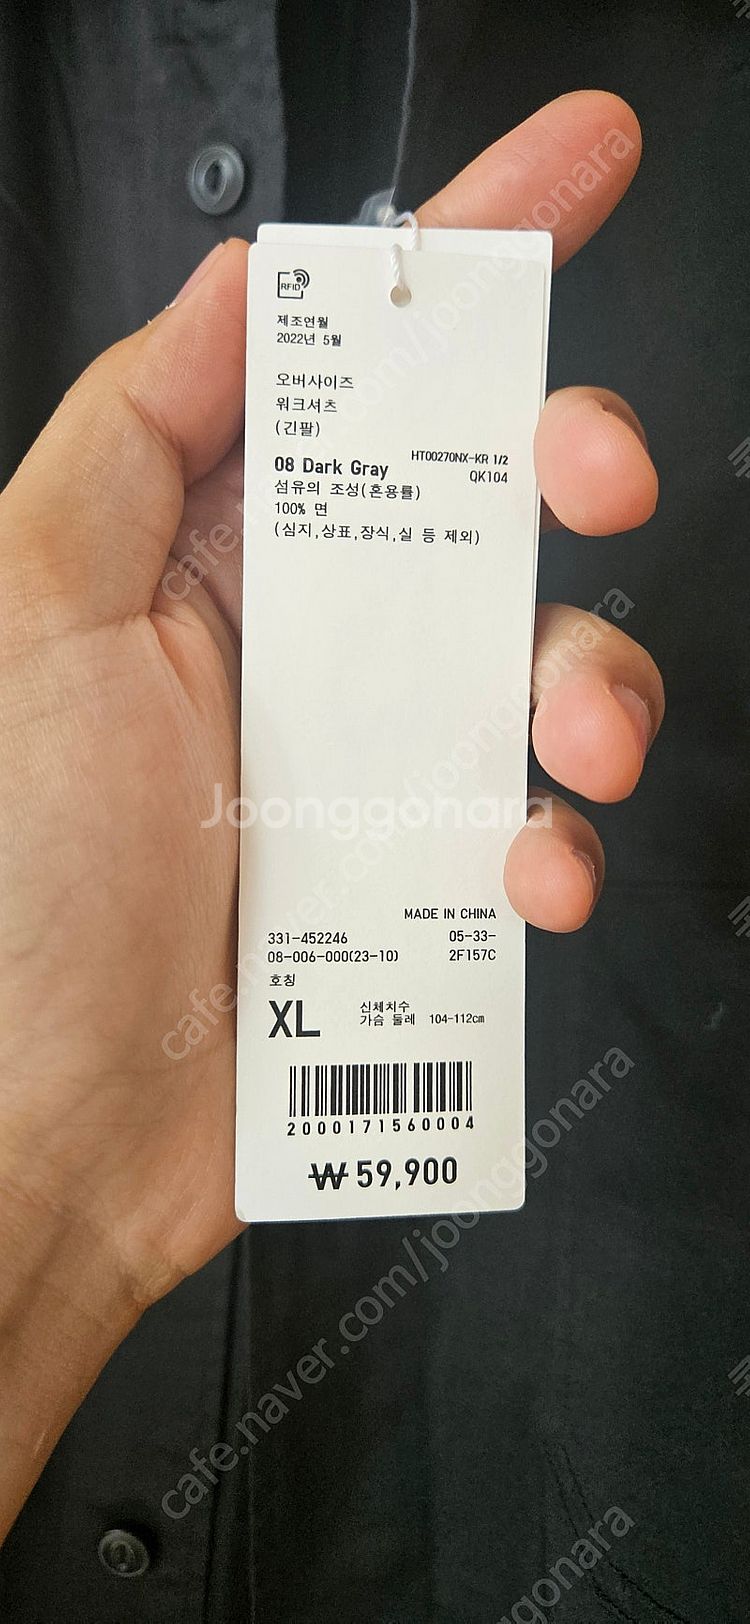 RFID
제조연월
2022년 5월
오버사이즈
워크셔츠
(긴팔)
HT00270NX-KR 1/2
08 Dark Gray
QK104
섬유의 조성(혼용률)
100% 면
(심지,상표,장식,실 등 제외)
Joonggonara
MADE IN CHINA
331-452246 05-33-
08-006-000(23-10) 2F157C
호칭
XL
신체치수
가슴 둘레 104-112cm
2000171560004
₩59,900
cafe.naver.com/joonggonara
cafe.naver.com/joonggonara
cafe.naver.com/joonggonara